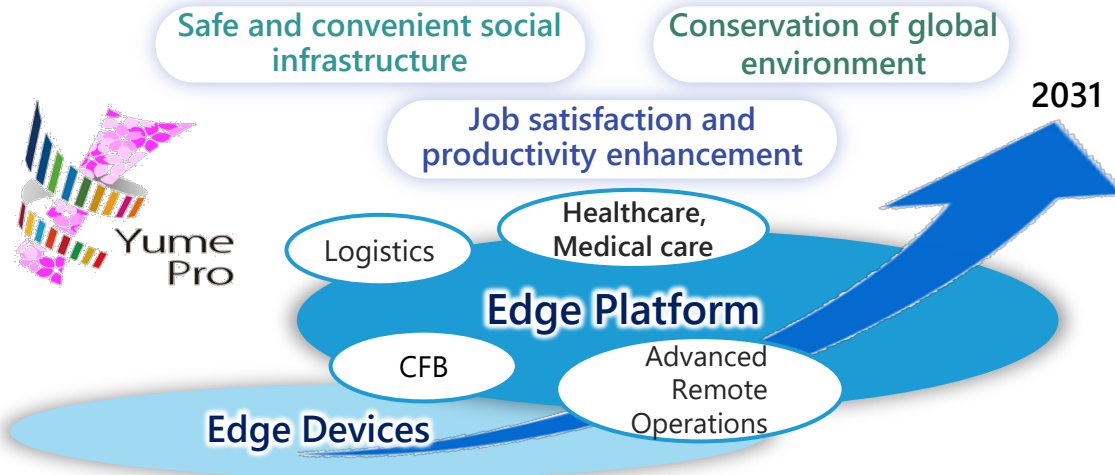 Safe and convenient social
infrastructure
Conservation of global
environment
2031
Job satisfaction and
productivity enhancement
Yume
Pro
Logistics
Healthcare,
Medical care
Edge Platform
CFB
Advanced
Remote
Operations
Edge Devices